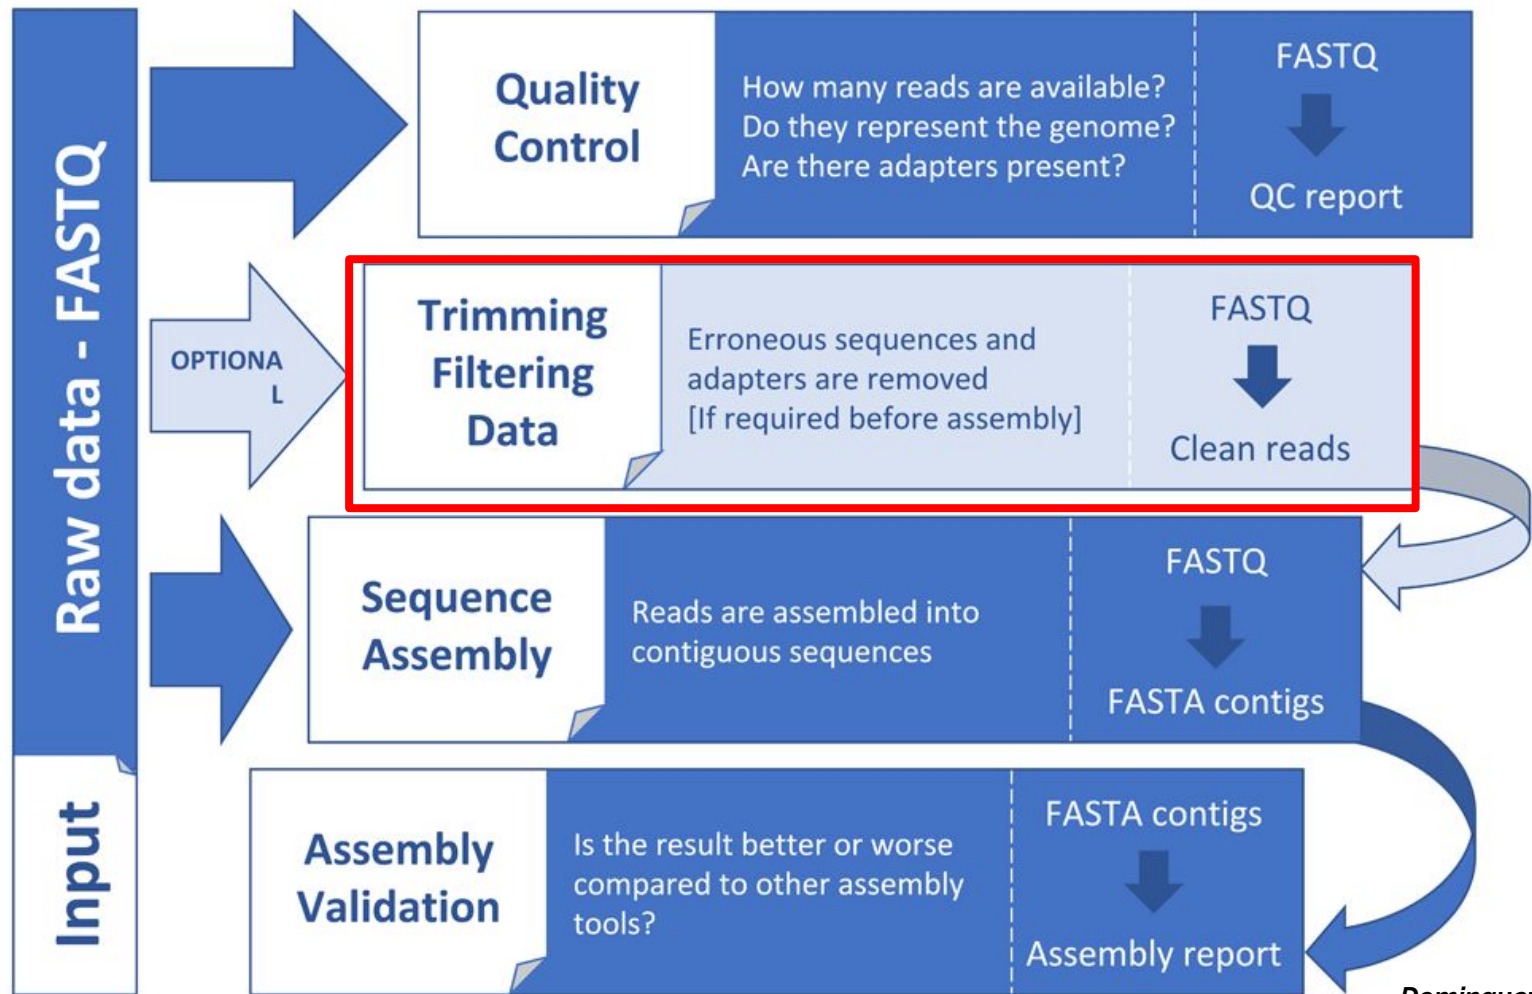 Raw data - FASTQ
Input
Quality
Control
How many reads are available?
Do they represent the genome?
Are there adapters present?
FASTQ
QC report
OPTIONA
L
Trimming
Filtering
Data
Erroneous sequences and
adapters are removed
[If required before assembly]
FASTQ
Clean reads
Sequence
Assembly
Reads are assembled into
contiguous sequences
FASTQ
FASTA contigs
Assembly
Validation
Is the result better or worse
compared to other assembly
tools?
FASTA contigs
Assembly report